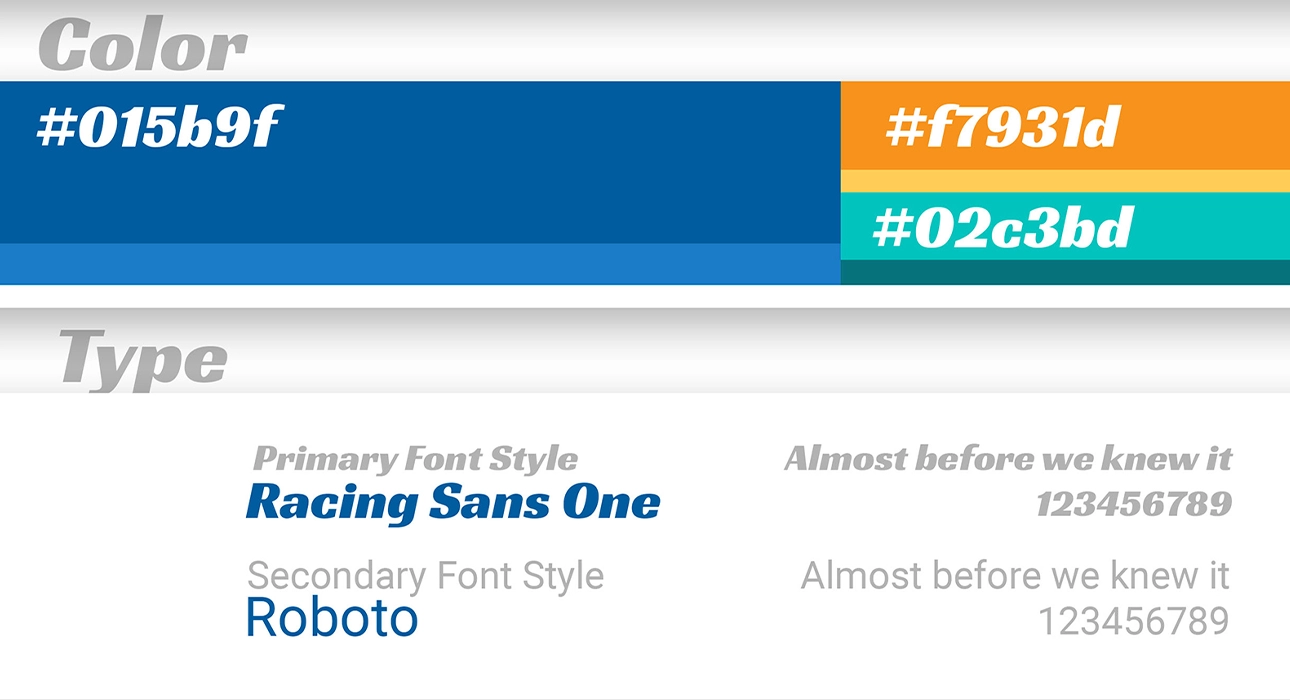 Color
#015b9f
#f7931d
#02c3bd
Type
Primary Font Style
Racing Sans One
Almost before we knew it
123456789
Secondary Font Style
Roboto
Almost before we knew it
123456789